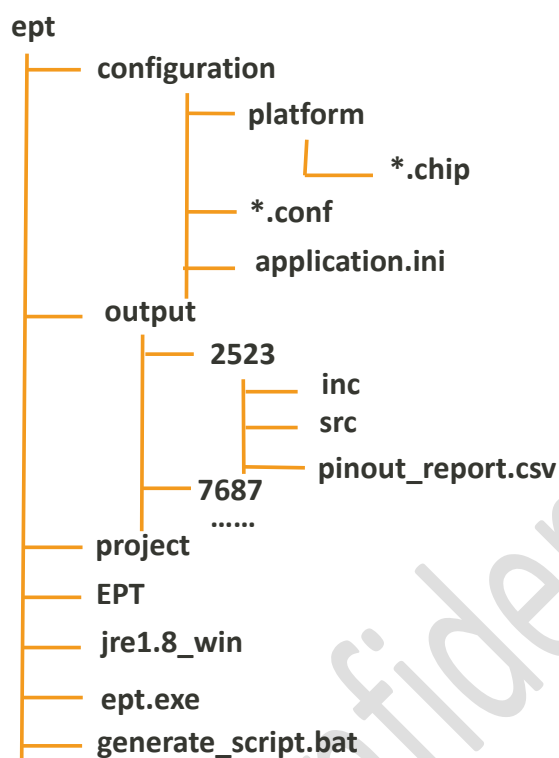 ept
configuration
platform
*.chip
*.conf
application.ini
output
2523
inc
src
pinout_report.csv
7687
......
project
EPT
jre1.8_win
ept.exe
generate_script.bat